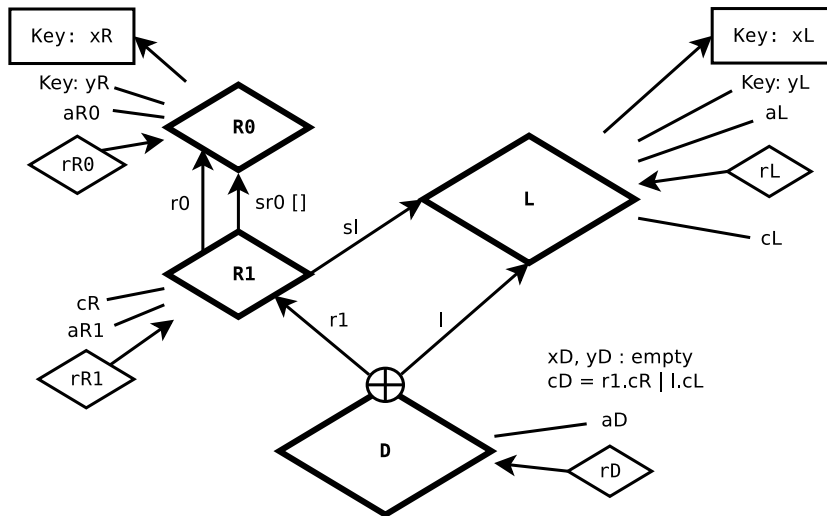 Key: xR
Key: xL
Key: yR
Key: yL
aR0
aL
R0
rR0
rL
L
r0
sr0 []
sl
cL
R1
cR
aR1
r1
l
rR1
xD, yD : empty
cD = r1.cR | l.cL
aD
D
rD